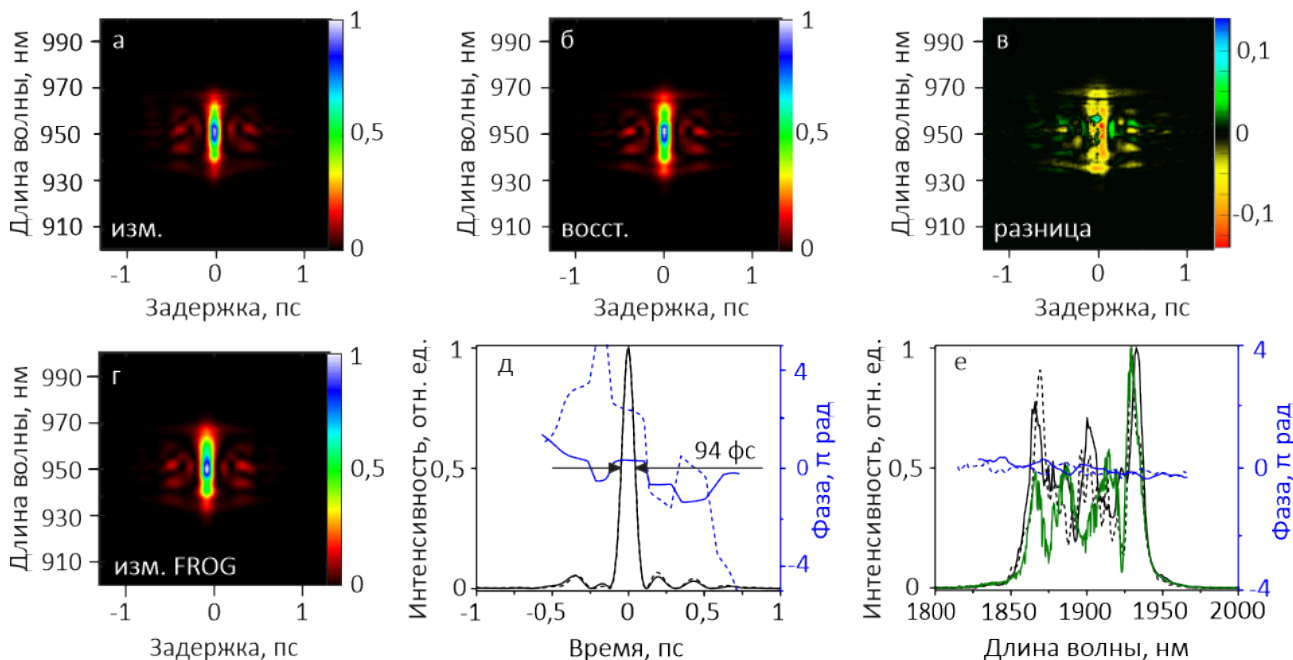 Длина волны, нм
990
970
950
930
910
а
изм.
-1
0
1
Задержка, пс
1
0,5
0
Длина волны, нм
990
970
950
930
910
б
восст.
-1
0
1
Задержка, пс
1
0,5
0
Длина волны, нм
990
970
950
930
910
в
разница
-1
0
1
Задержка, пс
0,1
0
-0,1
Длина волны, нм
990
970
950
930
910
г
изм. FROG
-1
0
1
Задержка, пс
1
0,5
0
Интенсивность, отн. ед.
1
0,5
0
д
94 фс
-1
-0,5
0
0,5
1
Время, пс
4
0
-4
Фаза, π рад
Интенсивность, отн. ед.
1
0,5
0
е
1800
1850
1900
1950
2000
Длина волны, нм
4
0
-4
Фаза, π рад